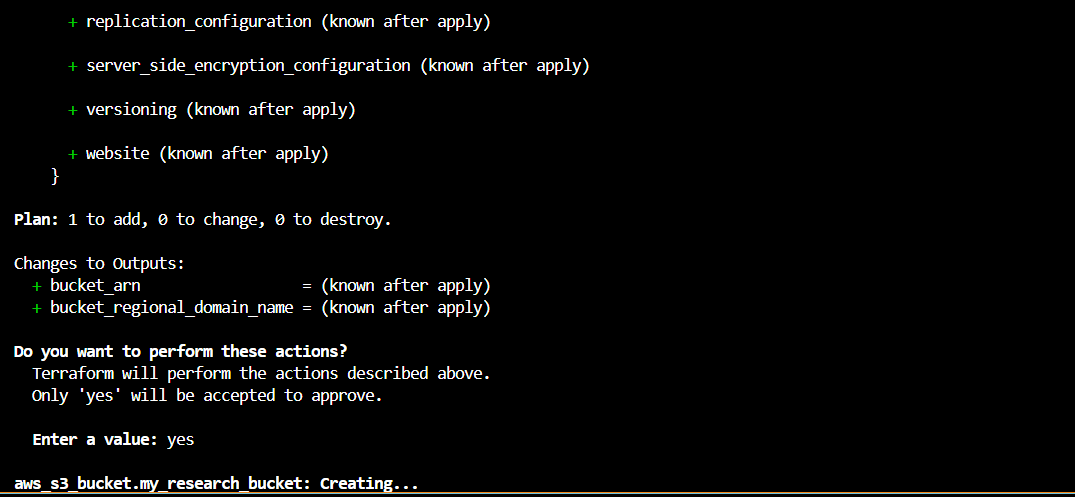 + replication_configuration (known after apply)
+ server_side_encryption_configuration (known after apply)
+ versioning (known after apply)
+ website (known after apply)
}
Plan: 1 to add, 0 to change, 0 to destroy.
Changes to Outputs:
+ bucket_arn = (known after apply)
+ bucket_regional_domain_name = (known after apply)
Do you want to perform these actions?
Terraform will perform the actions described above.
Only 'yes' will be accepted to approve.
Enter a value: yes
aws_s3_bucket.my_research_bucket: Creating...